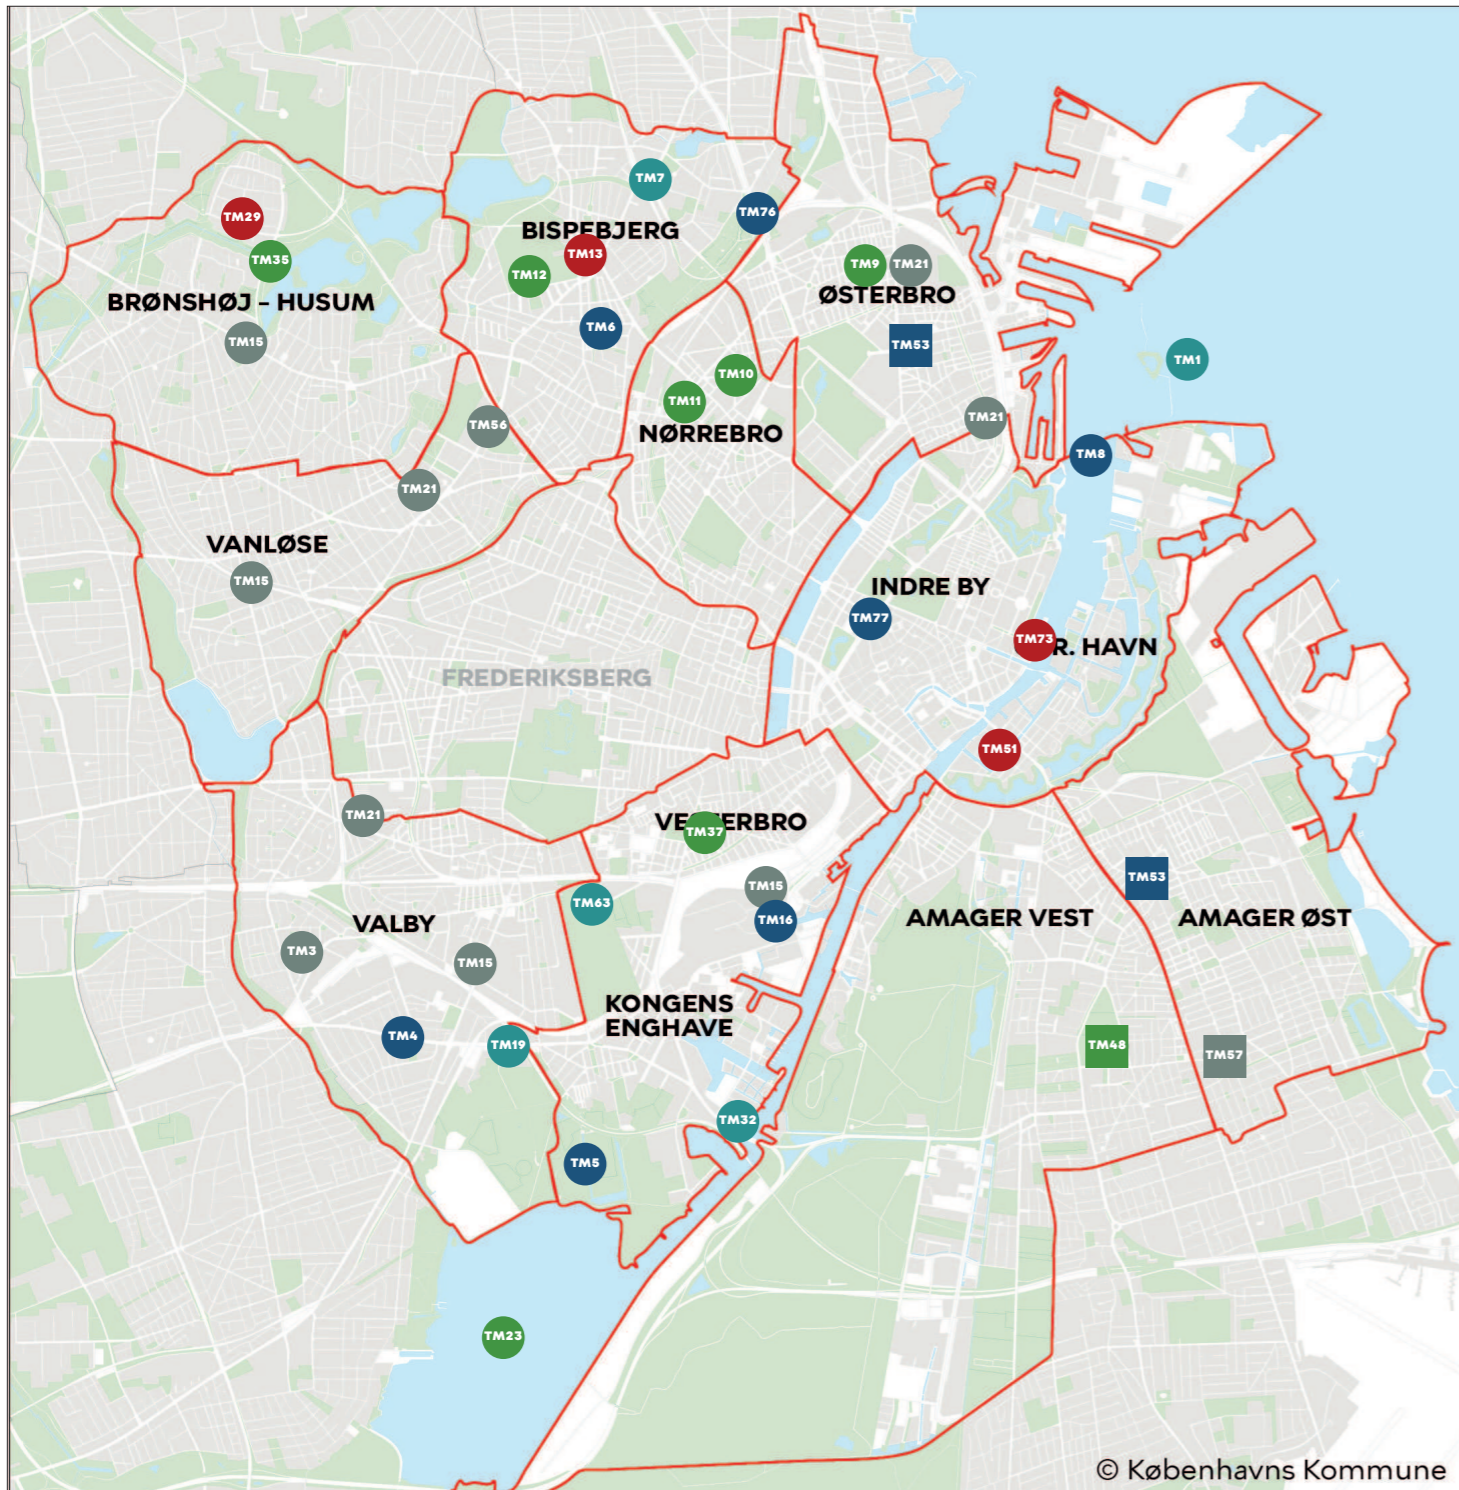 TM7
TM76
TM29
BISPEBJERG
TM13
TM35
TM12
TM9
TM21
ØSTERBRO
BRØNSHØJ – HUSUM
TM6
TM15
TM53
TM1
TM10
TM11
TM56
TM21
NØRREBRO
TM8
TM21
VANLØSE
TM15
INDRE BY
TM77
TM73
R. HAVN
FREDERIKSBERG
TM51
TM21
VESTERBRO
TM37
TM53
TM15
TM63
TM16
AMAGER VEST
AMAGER ØST
VALBY
TM3
TM15
KONGENS
ENGHAVE
TM4
TM19
TM48
TM57
TM32
TM5
TM23
© Københavns Kommune